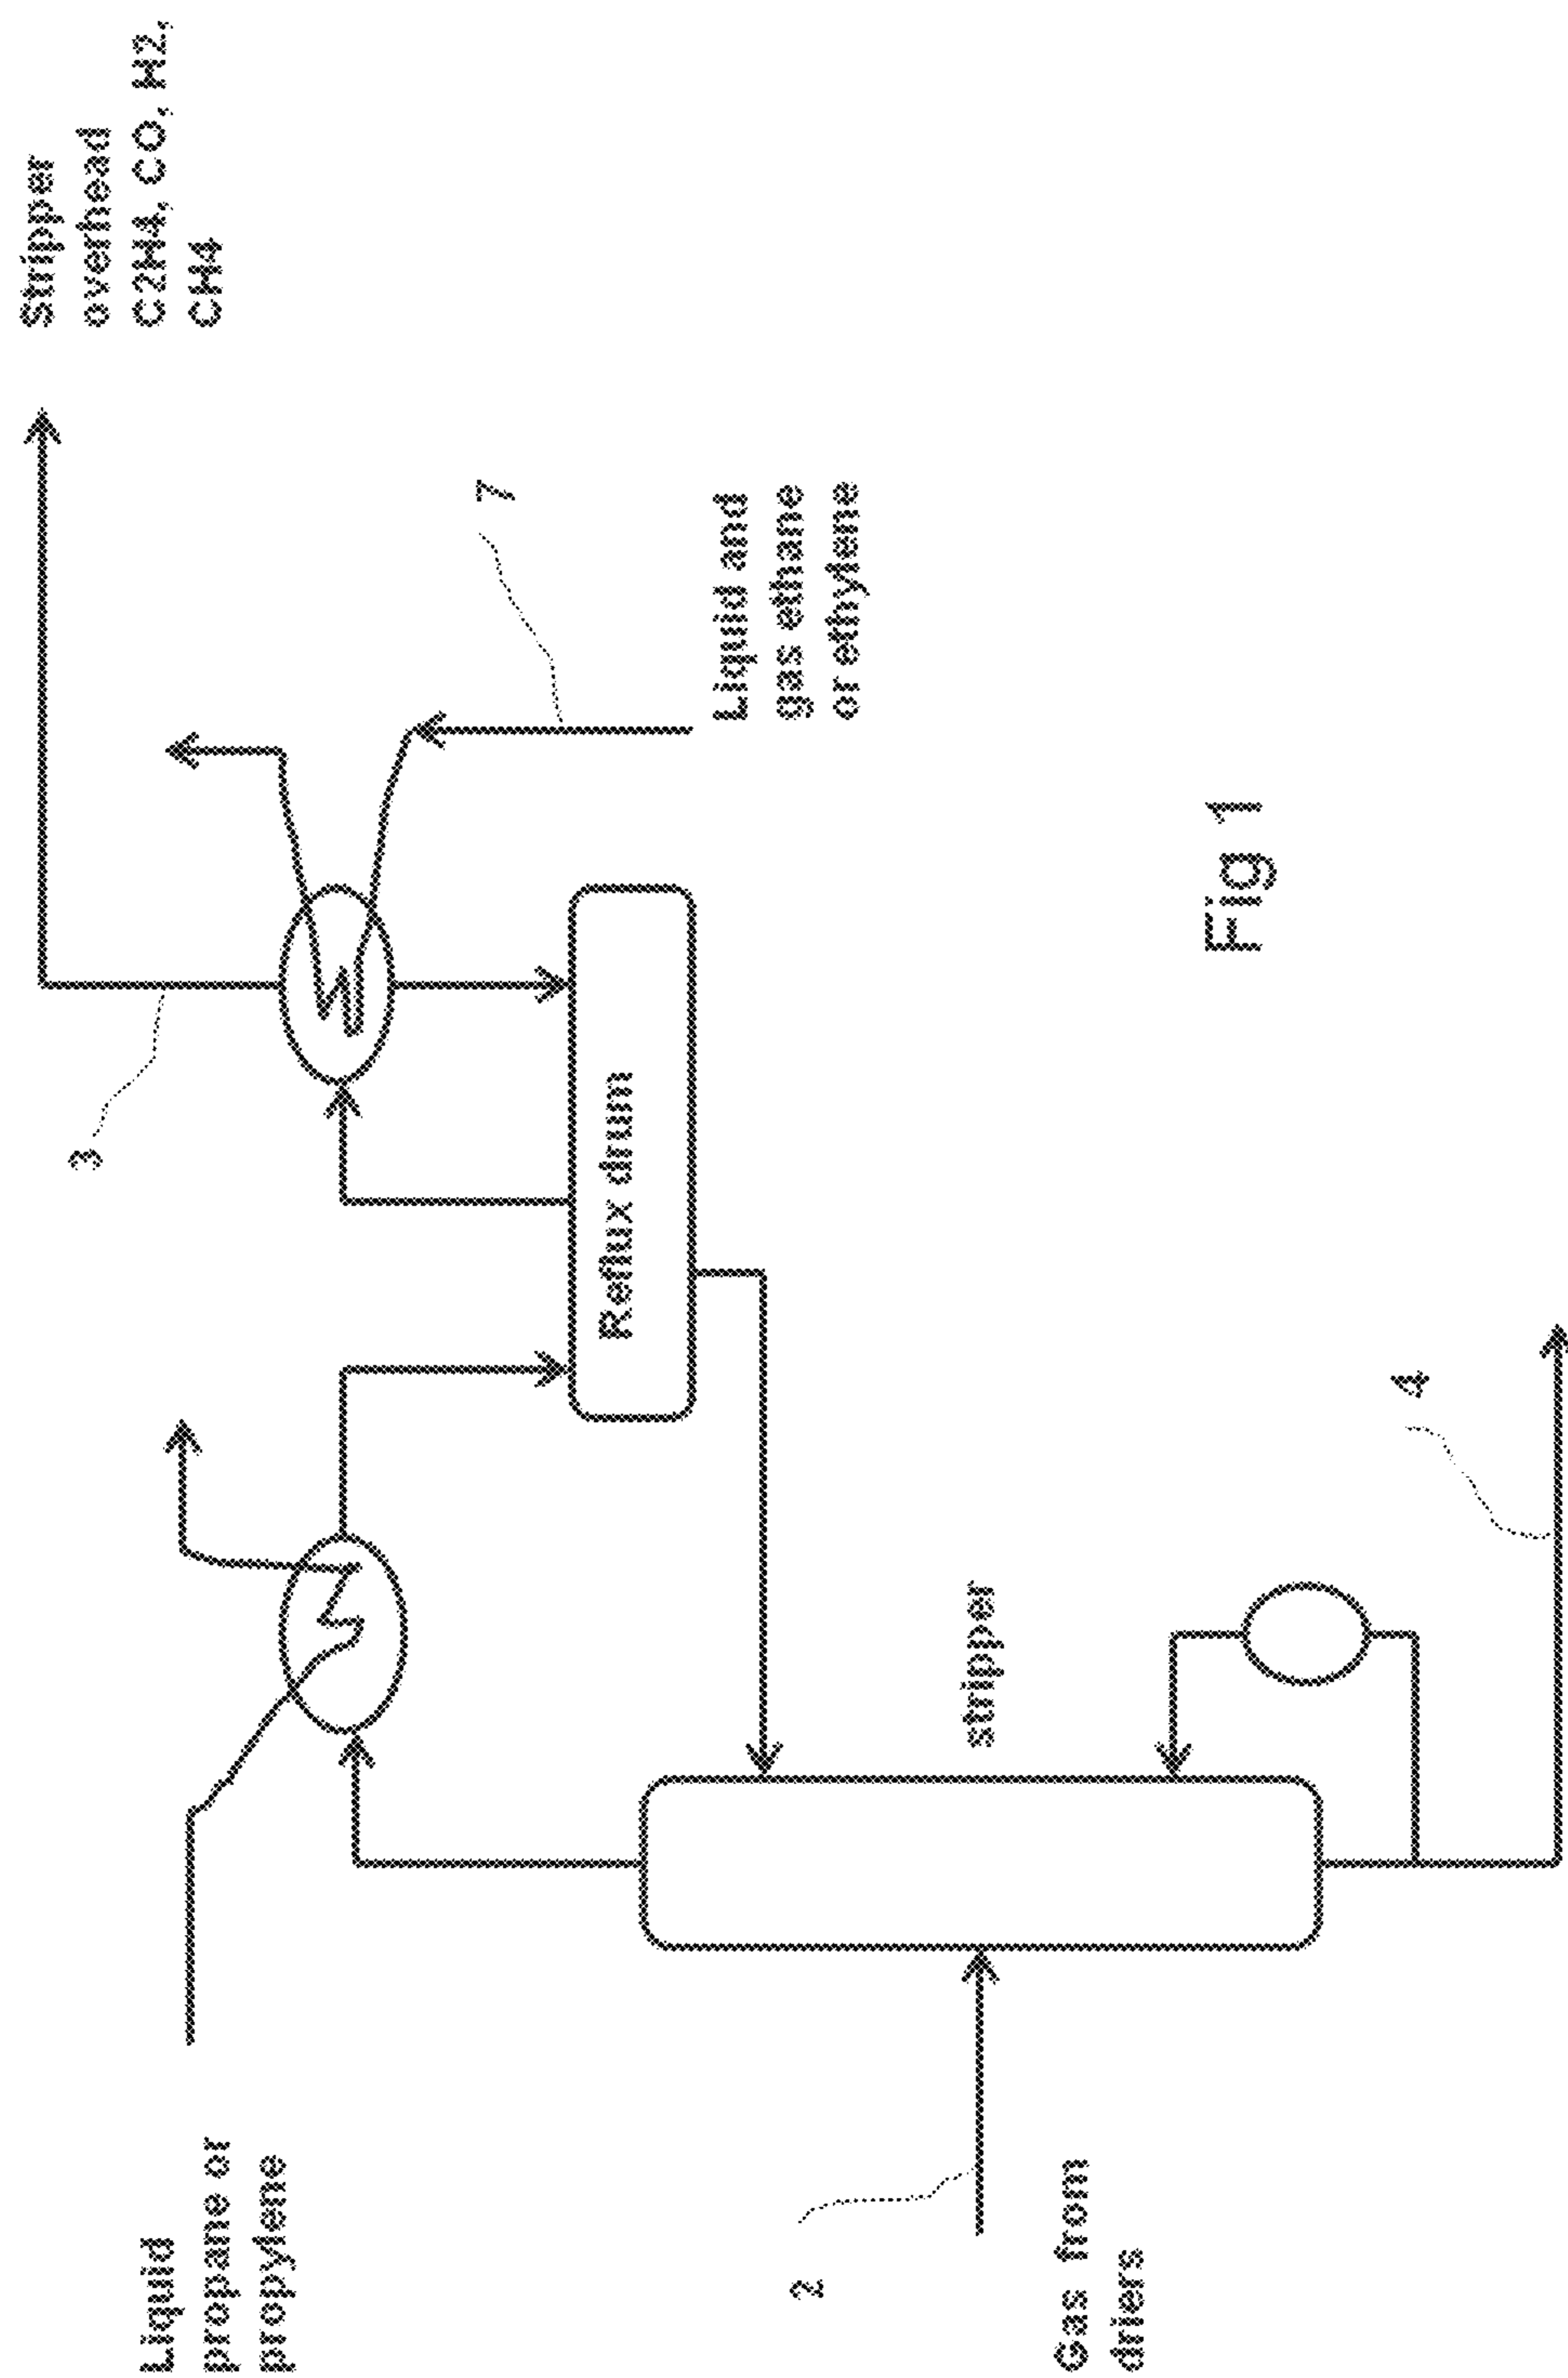 Liquid
propane or
propylene
Stripper
overhead
C2H4, CO, H2,
CH4
3
7
Liquid and
gas ethane
or ethylene
Reflux drum
2
Gas from
driers
stripper
4
Fig 1